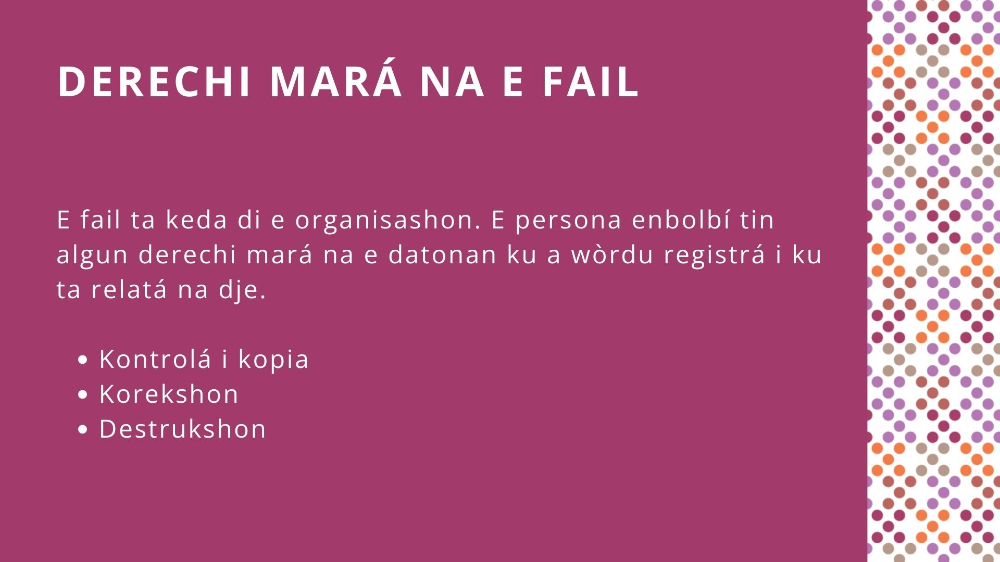 DERECHI MARÁ NA E FAIL
E fail ta keda di e organisashon. E persona enbolbí tin
algun derechi mará na e datonan ku a wòrdu registrá i ku
ta relatá na dje.
• Kontrolá i kopia
• Korekshon
• Destrukshon